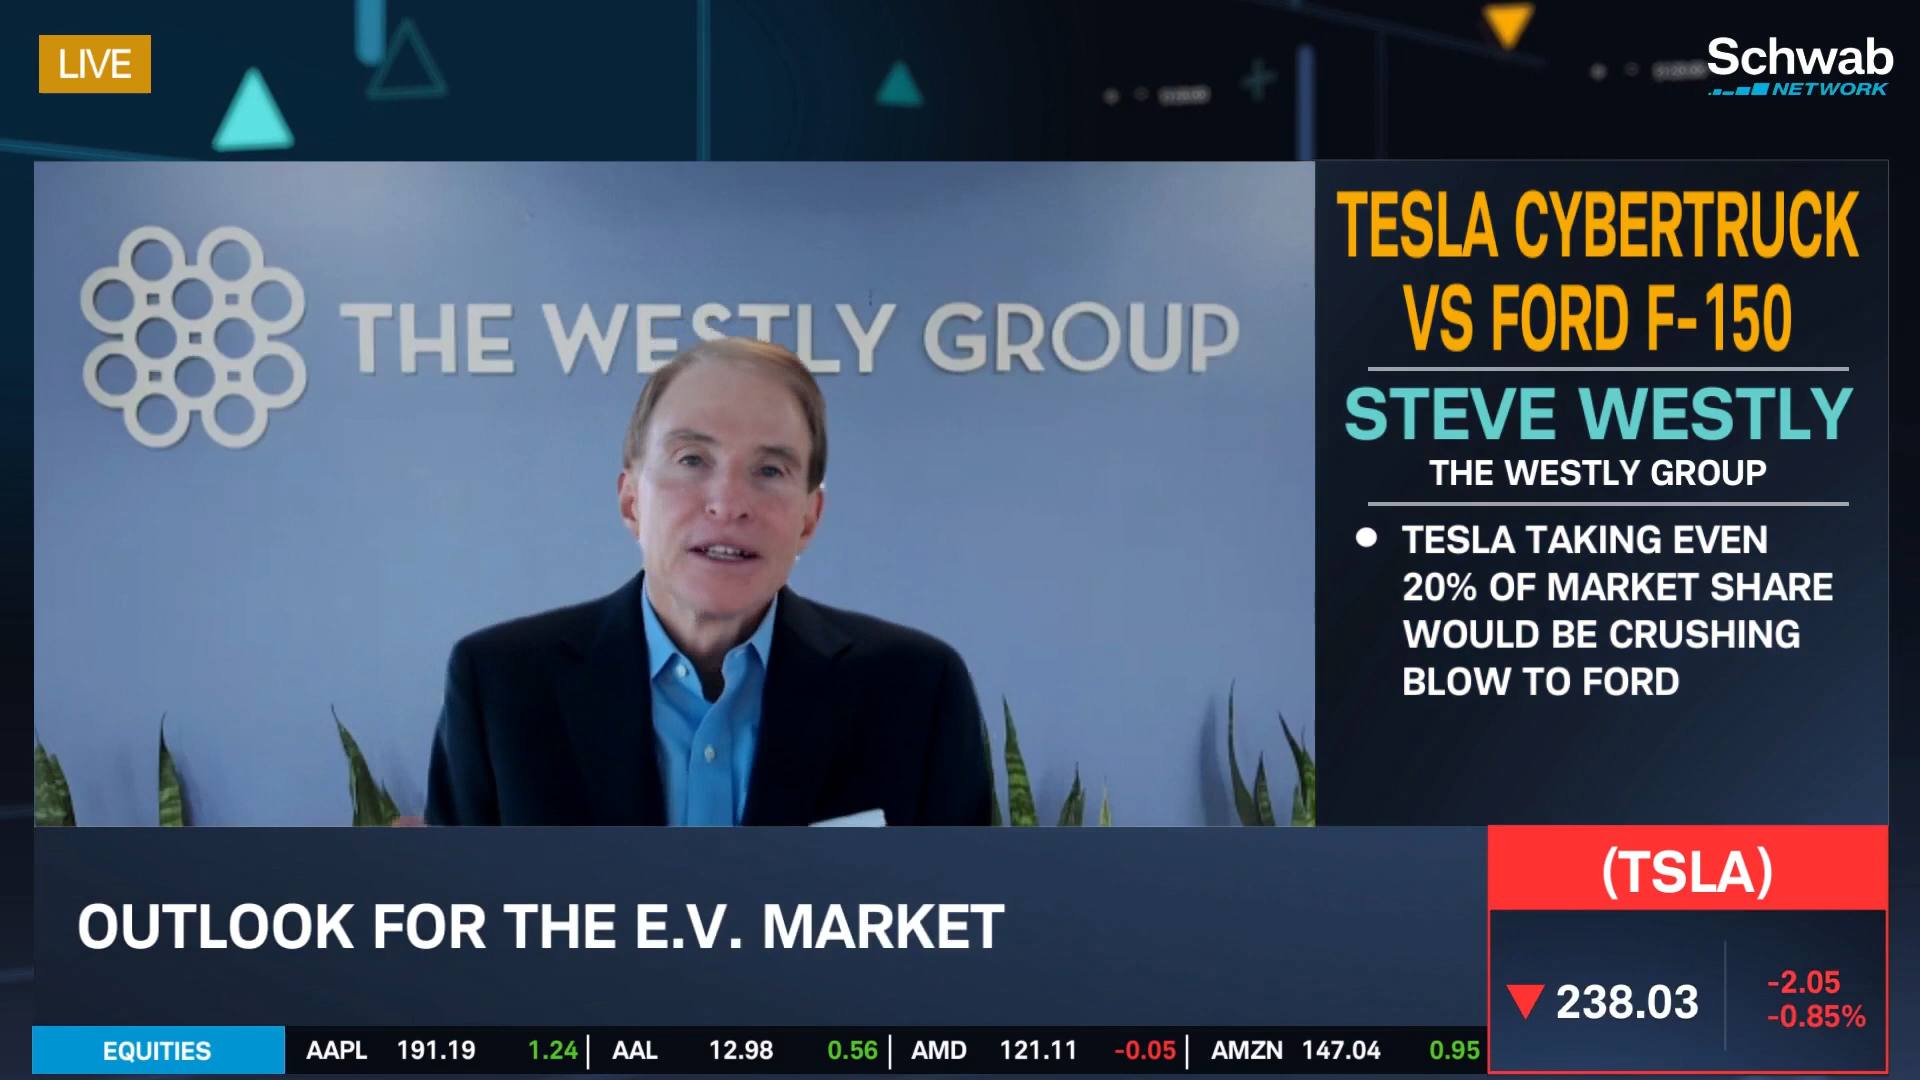 LIVE
Schwab
NETWORK
THE WESTLY GROUP
TESLA CYBERTRUCK
VS FORD F-150
STEVE WESTLY
THE WESTLY GROUP
TESLA TAKING EVEN
20% OF MARKET SHARE
WOULD BE CRUSHING
BLOW TO FORD
OUTLOOK FOR THE E.V. MARKET
(TSLA)
238.03
-2.05
-0.85%
EQUITIES
AAPL 191.19 1.24 AAL 12.98 0.56 AMD 121.11 -0.05 AMZN 147.04 0.95